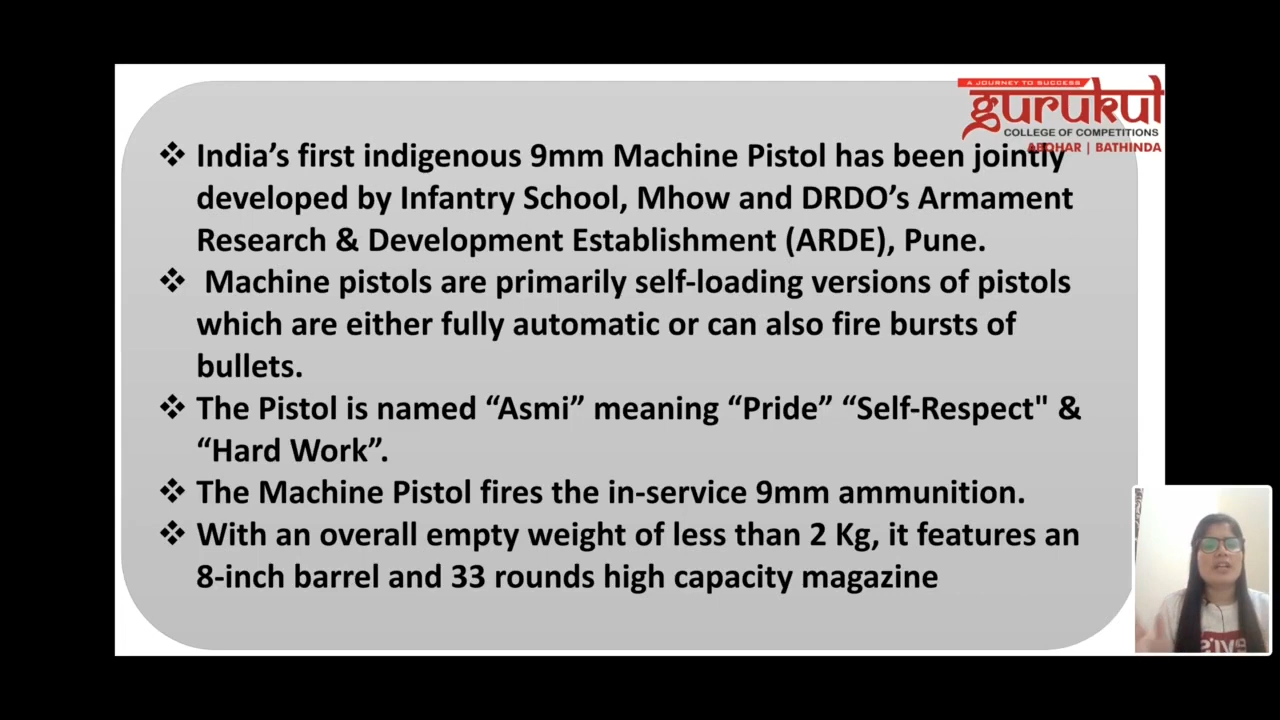 A JOURNEY TO SUCCESS
gurukul
COLLEGE OF COMPETITIONS
ABOHAR | BATHINDA
❖ India’s first indigenous 9mm Machine Pistol has been jointly
developed by Infantry School, Mhow and DRDO’s Armament
Research & Development Establishment (ARDE), Pune.
❖ Machine pistols are primarily self-loading versions of pistols
which are either fully automatic or can also fire bursts of
bullets.
❖ The Pistol is named “Asmi” meaning “Pride” “Self-Respect" &
“Hard Work”.
❖ The Machine Pistol fires the in-service 9mm ammunition.
❖ With an overall empty weight of less than 2 Kg, it features an
8-inch barrel and 33 rounds high capacity magazine